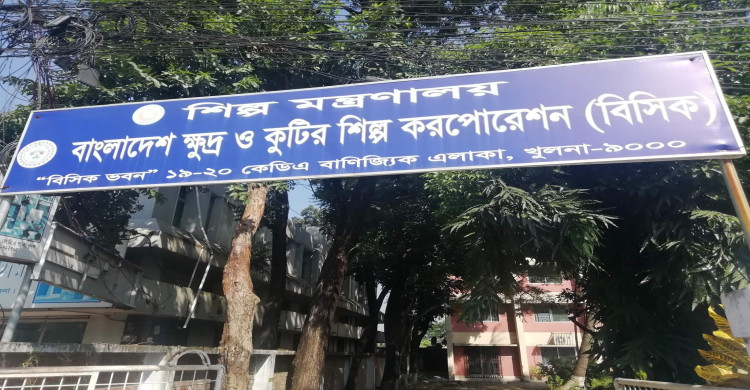 শিল্প মন্ত্রণালয়
বাংলাদেশ ক্ষুদ্র ও কুটির শিল্প করপোরেশন (বিসিক)
"বিসিক ভবন" ১৯-২০ কেডিএ বাণিজ্যিক এলাকা, খুলনা-৯০০০